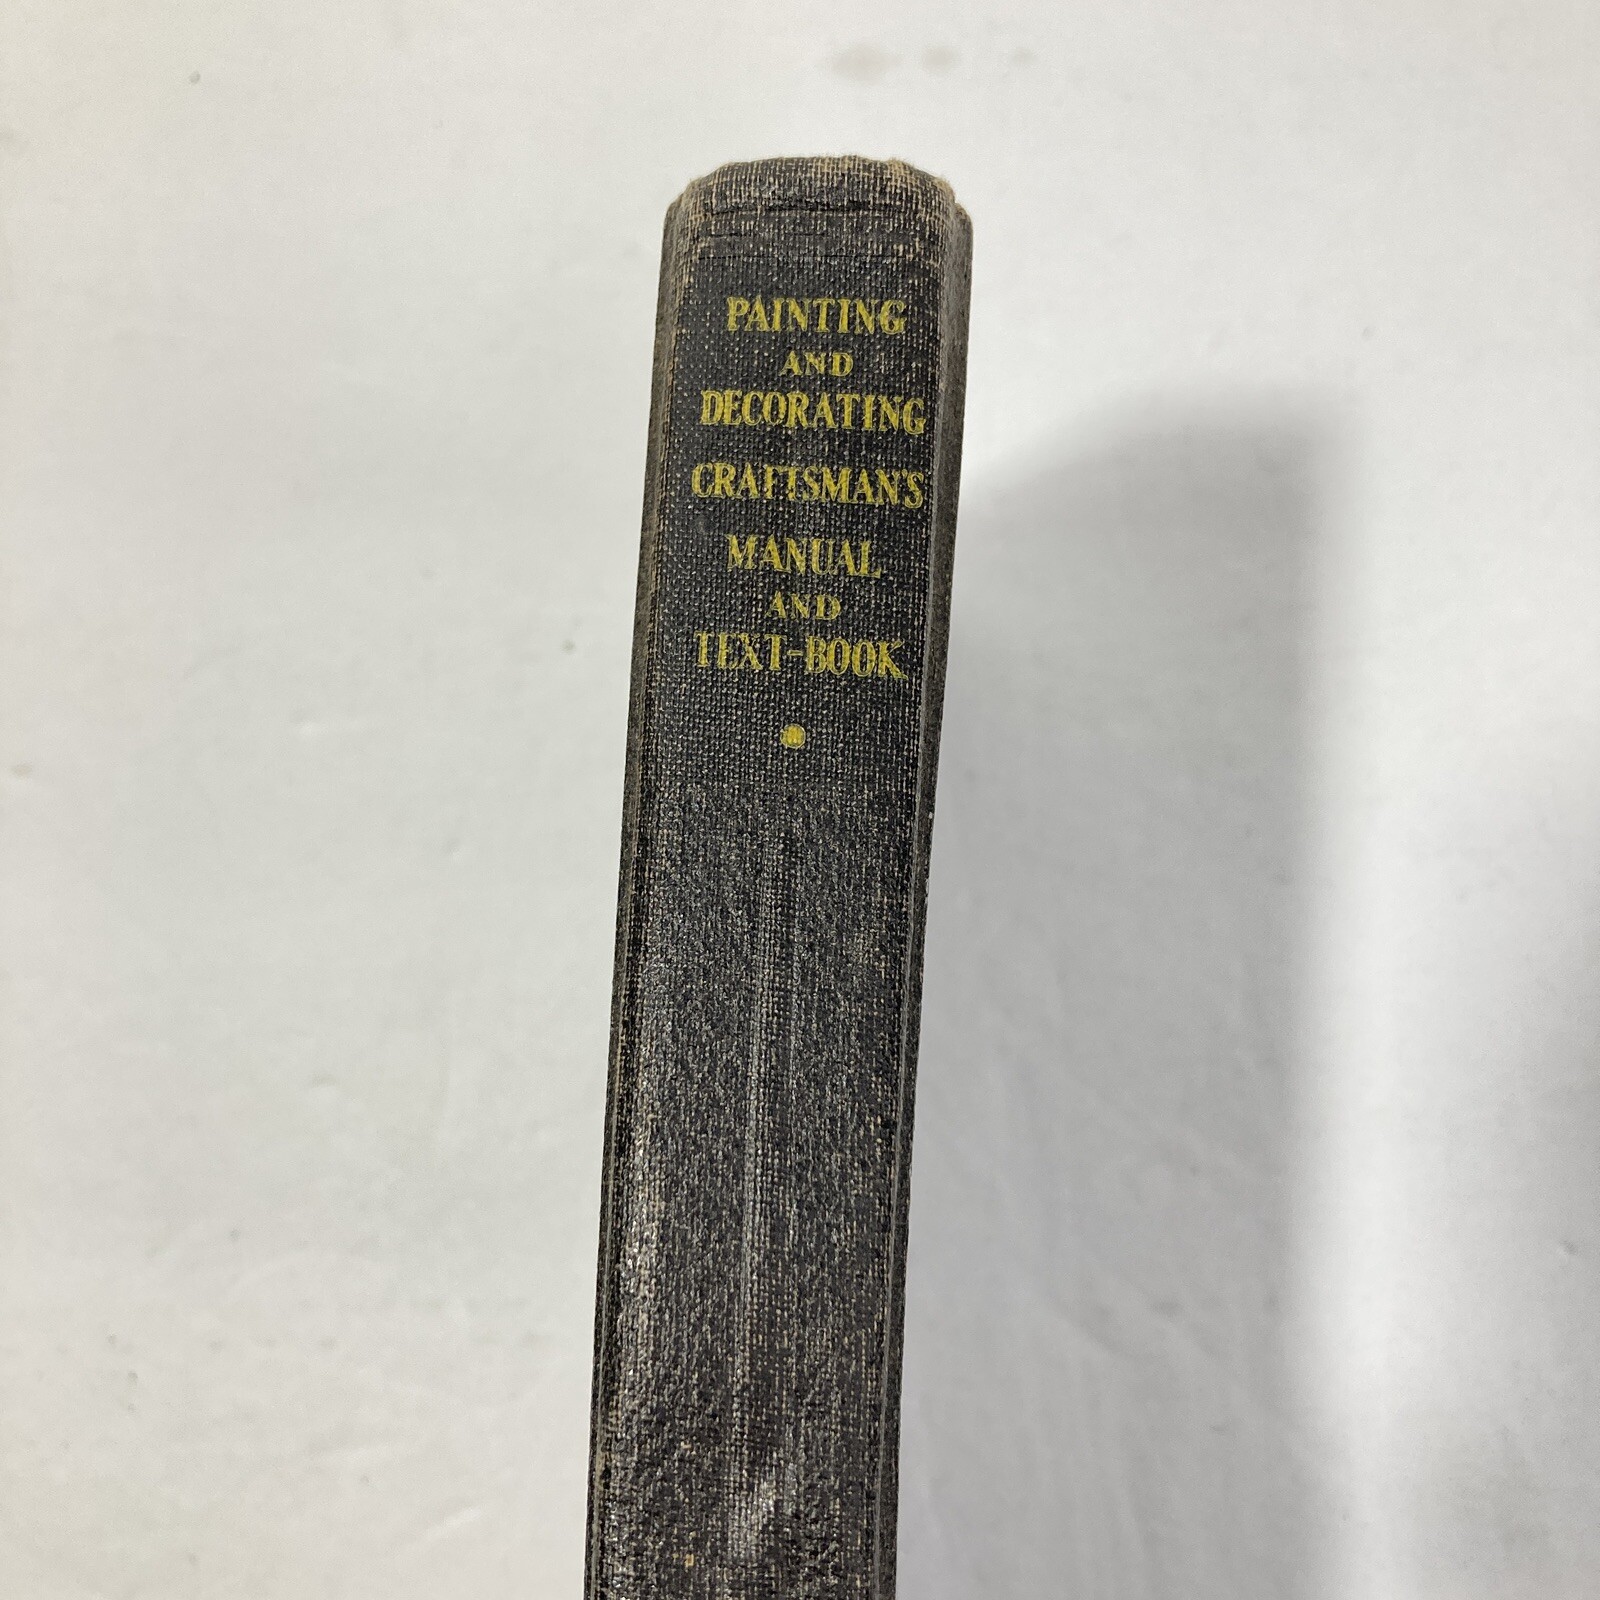 PAINTING
AND
DECORATING
CRAFTSMAN'S
MANUAL
AND
TEXT-BOOK